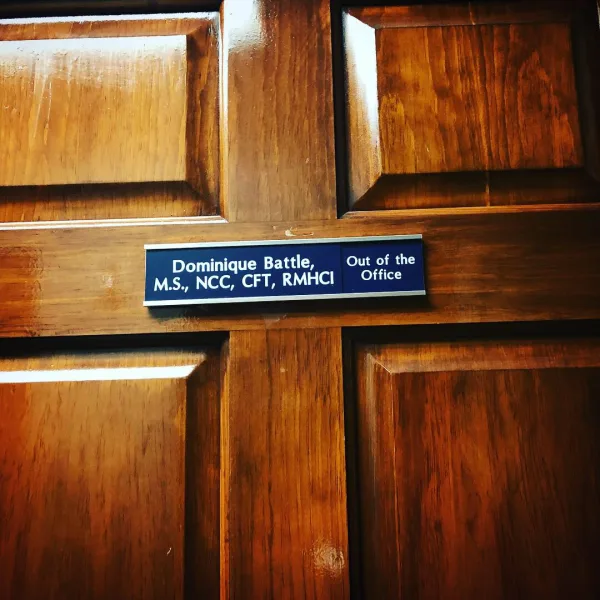 Dominique Battle,
M.S., NCC, CFT, RMHCI
Out of the
Office